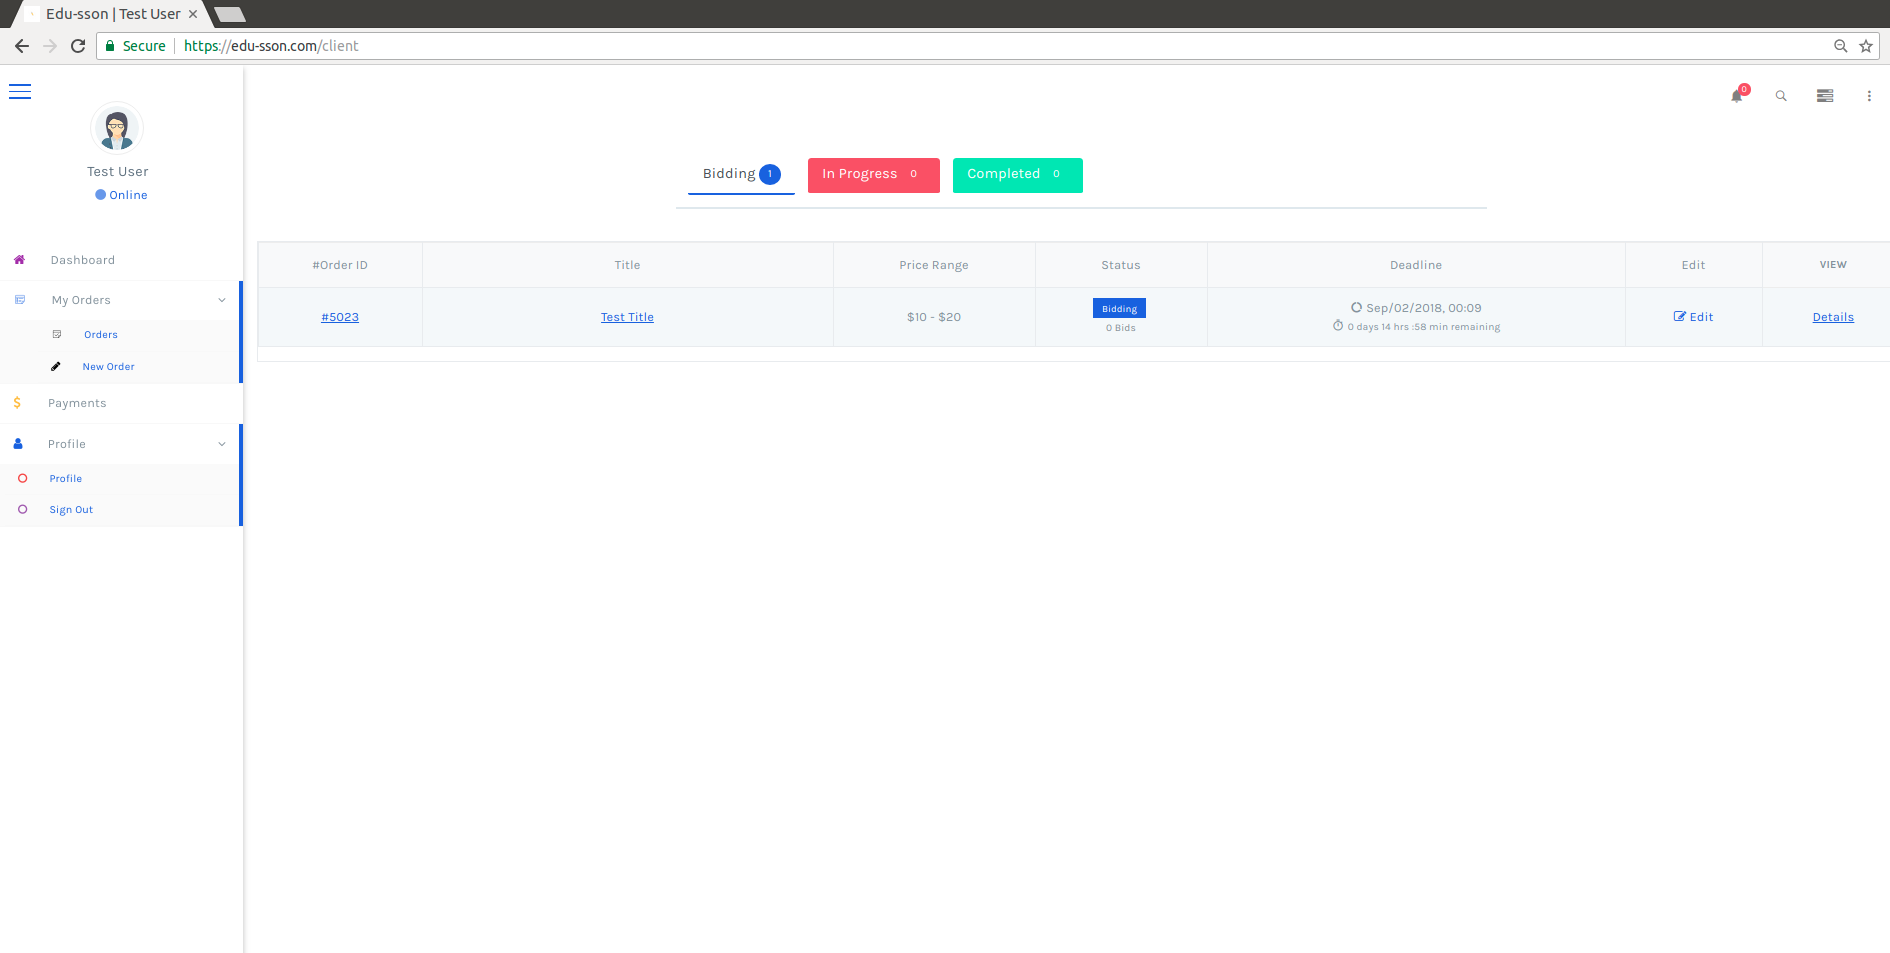 Edu-sson | Test User
Secure https://edu-sson.com/client
0
Test User
Online
Bidding 1 In Progress 0 Completed 0
Dashboard
My Orders
Orders
New Order
Payments
Profile
Profile
Sign Out
#Order ID Title Price Range Status Deadline Edit VIEW
#5023 Test Title $10 - $20 Bidding Sep/02/2018, 00:09 Edit Details
0 Bids 0 days 14 hrs :58 min remaining